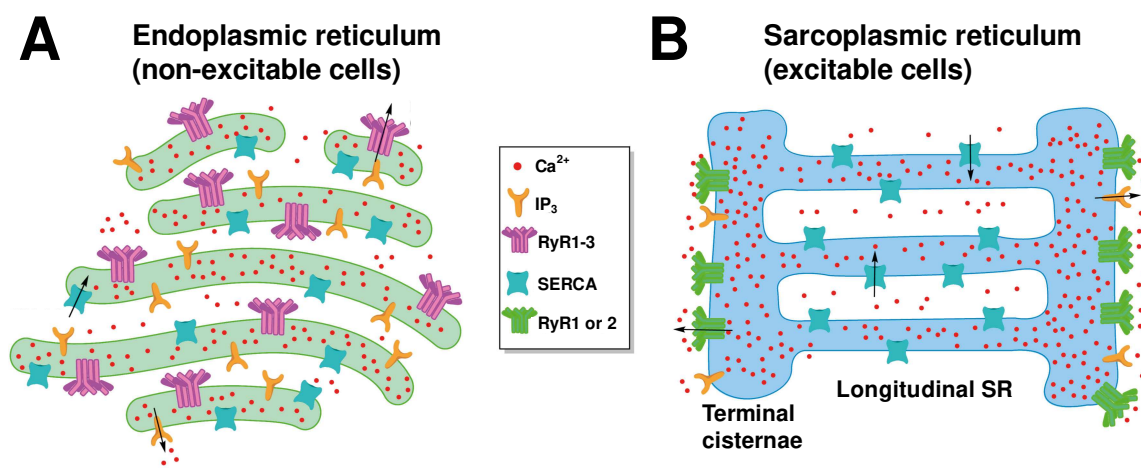 A
Endoplasmic reticulum
(non-excitable cells)
B
Sarcoplasmic reticulum
(excitable cells)
Ca²⁺
IP₃
RyR1-3
SERCA
RyR1 or 2
Longitudinal SR
Terminal
cisternae